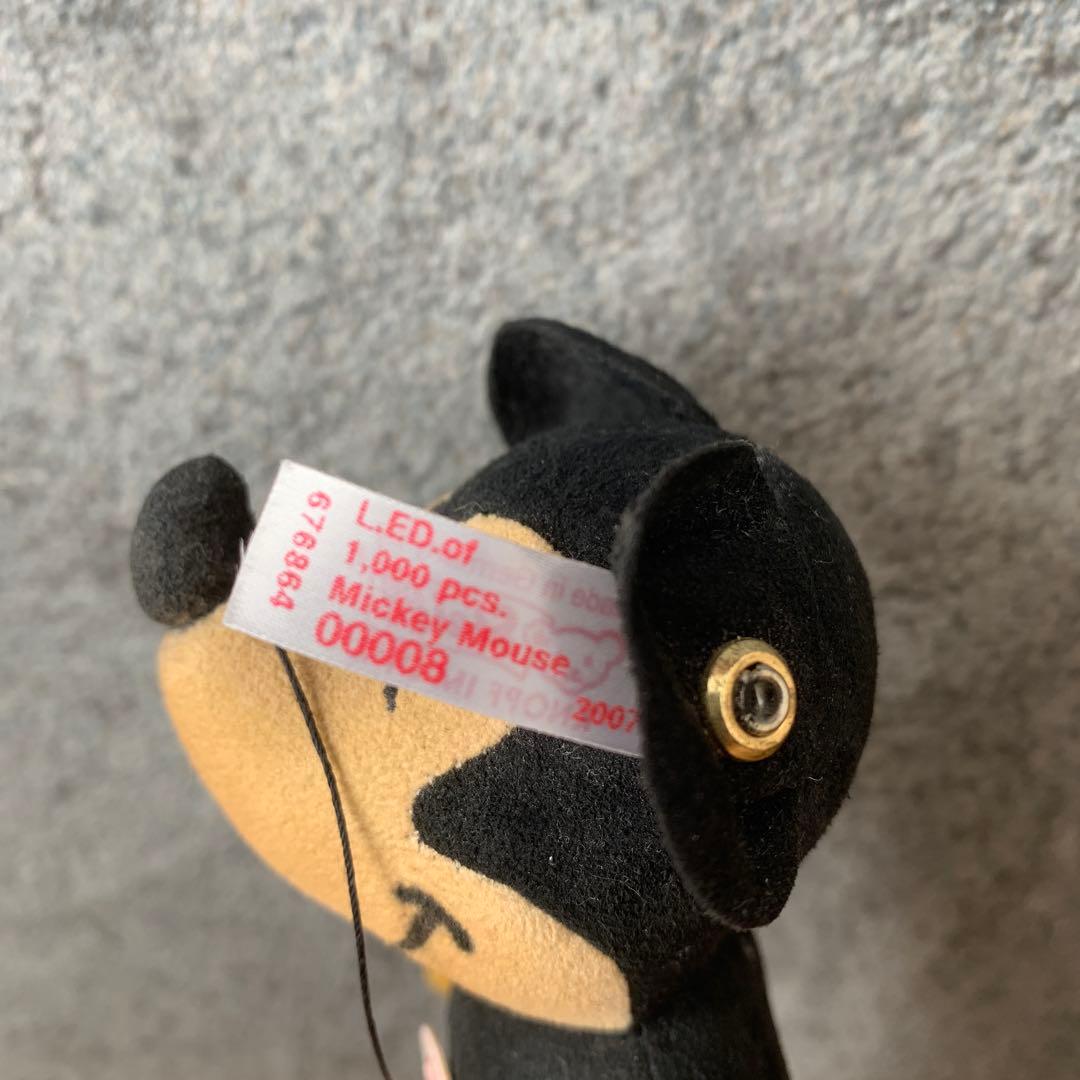 676864
L.ED.of
1,000 pcs.
Mickey Mouse.
00008
2007